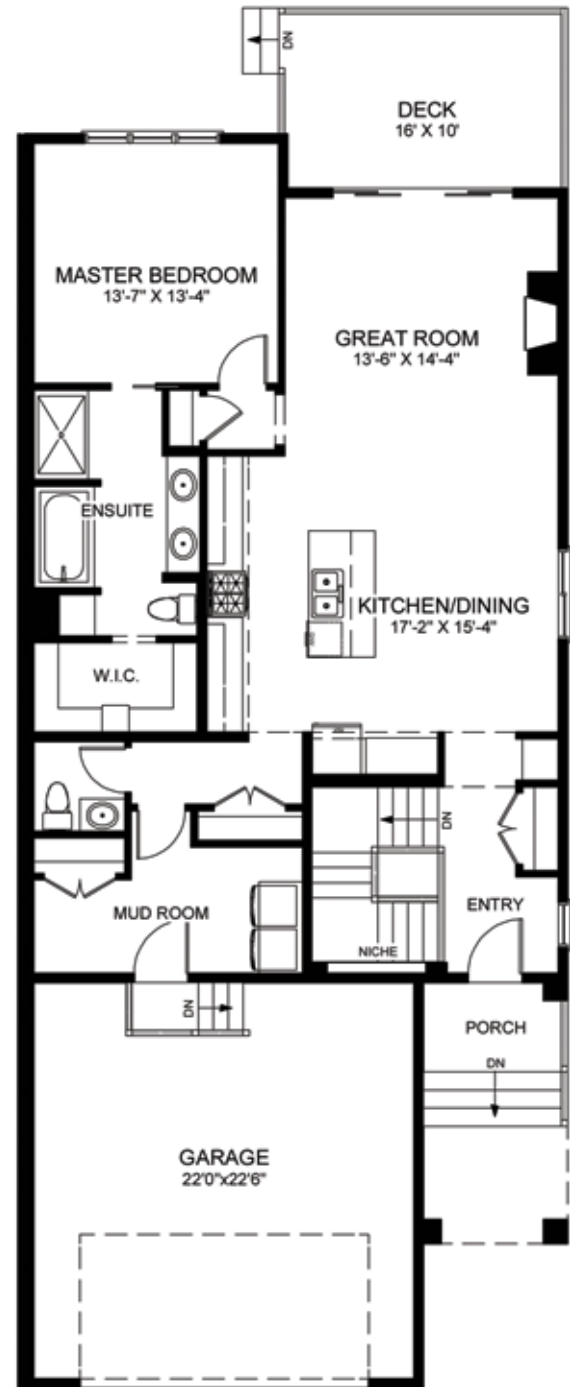 DN
DECK
16' X 10'
MASTER BEDROOM
13'-7" X 13'-4"
GREAT ROOM
13'-6" X 14'-4"
ENSUITE
KITCHEN/DINING
17'-2" X 15'-4"
W.I.C.
DN
MUD ROOM
ENTRY
NICHE
DN
PORCH
DN
GARAGE
22'0"x22'6"